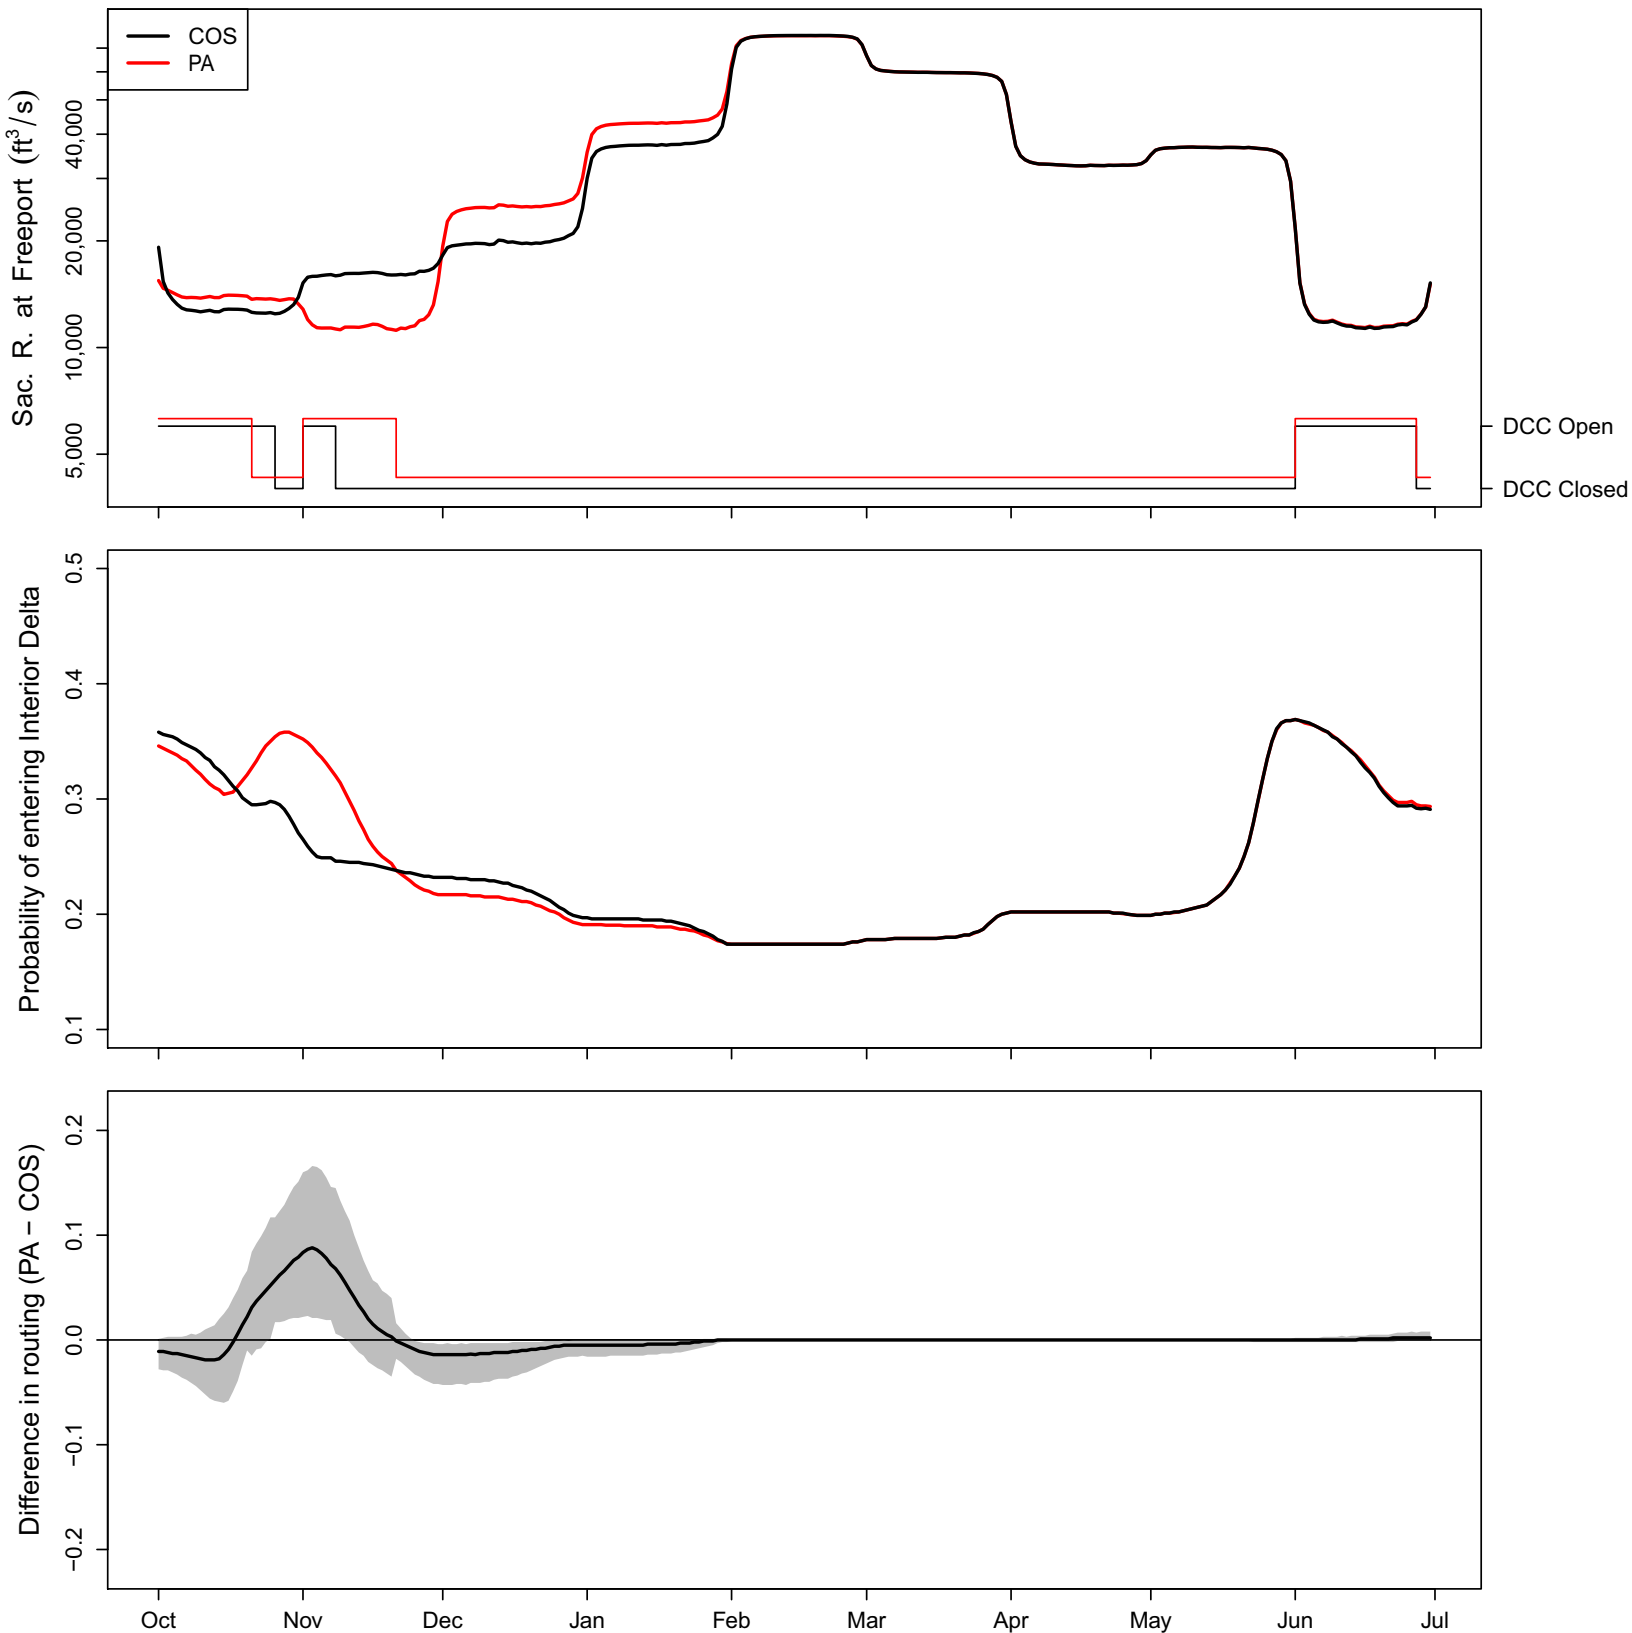 COS
PA
Sac. R. at Freeport (ft³/s)
40,000
20,000
10,000
5,000
DCC Open
DCC Closed
Probability of entering Interior Delta
0.5
0.4
0.3
0.2
0.1
Difference in routing (PA − COS)
0.2
0.1
0.0
−0.1
−0.2
Oct Nov Dec Jan Feb Mar Apr May Jun Jul